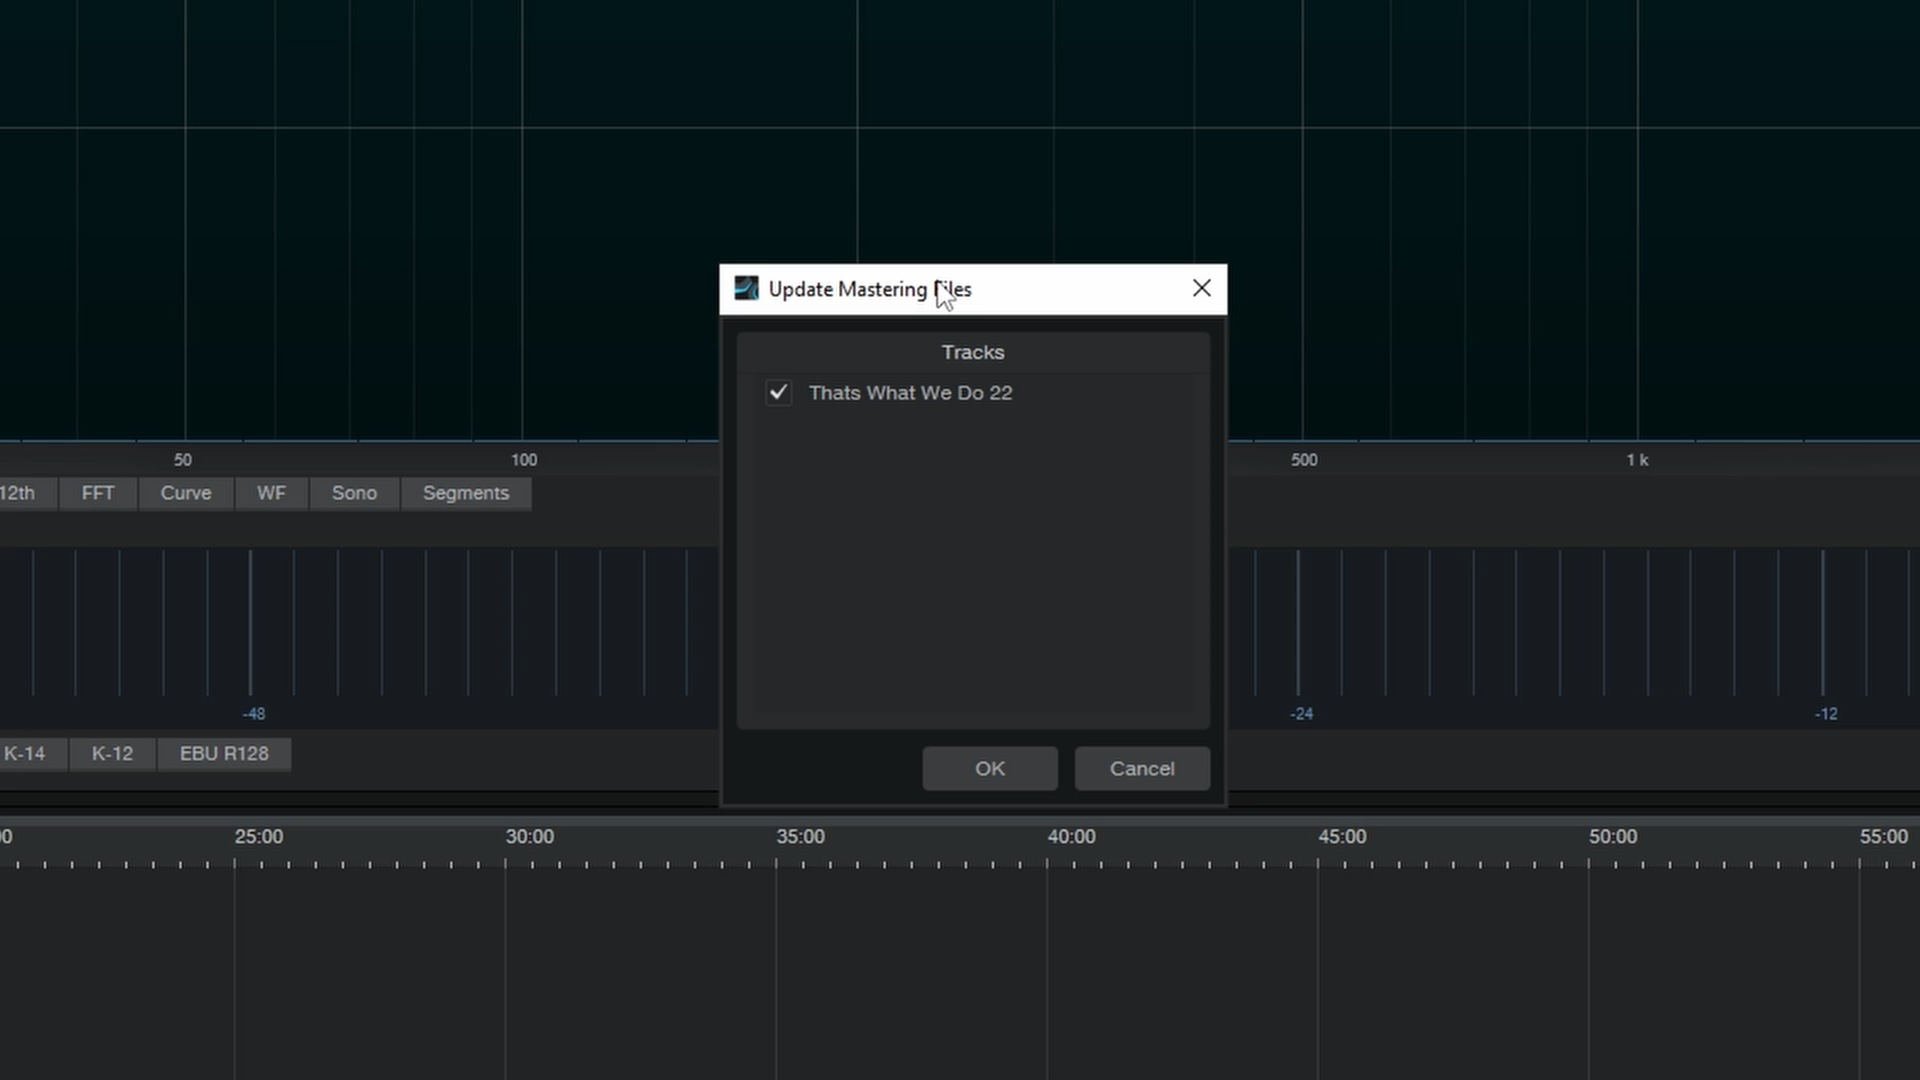 Update Mastering Files
Tracks
Thats What We Do 22
50 100 500 1 k
12th FFT Curve WF Sono Segments
-48 -24 -12
K-14 K-12 EBU R128
OK Cancel
25:00 30:00 35:00 40:00 45:00 50:00 55:00